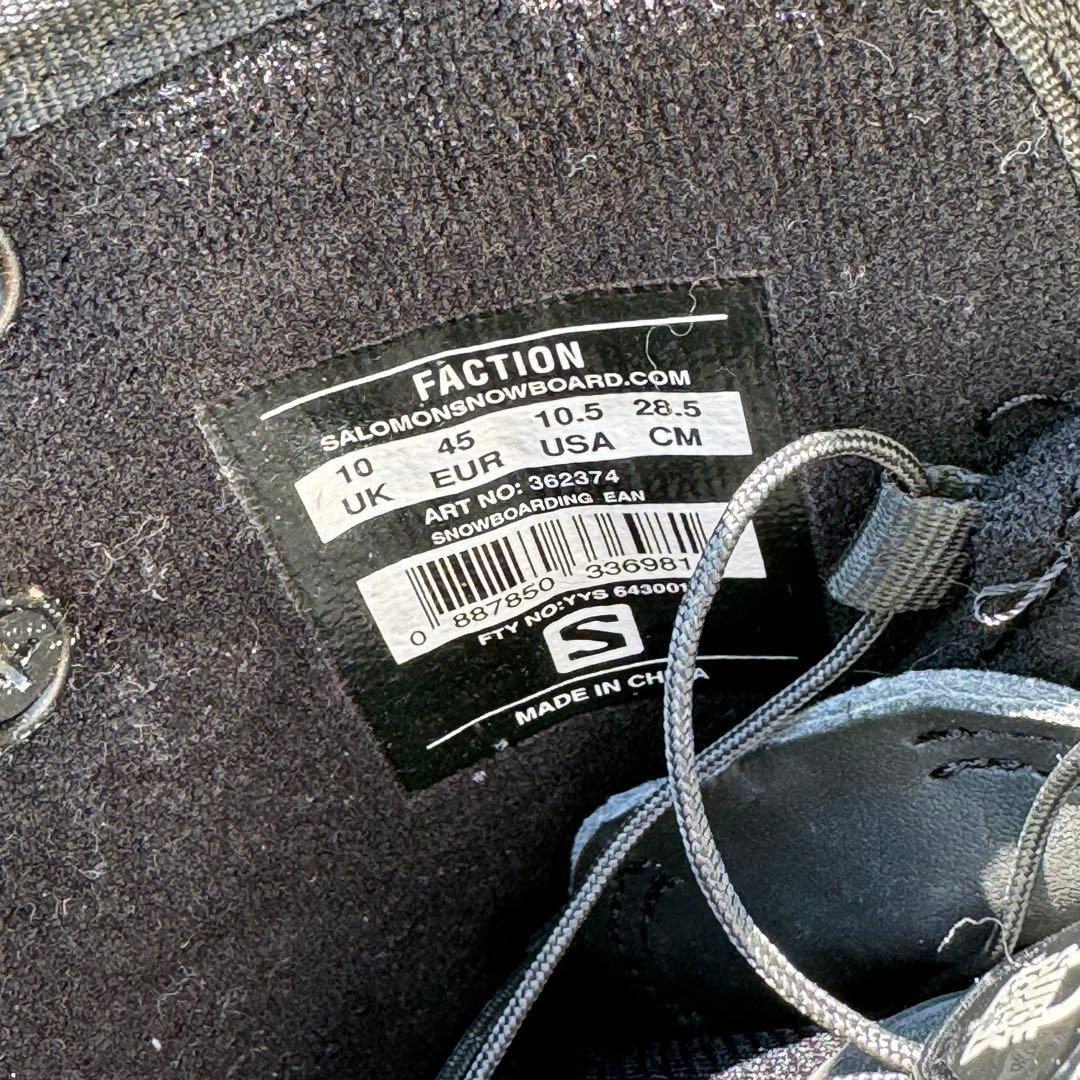 FACTION
SALOMONSNOWBOARD.COM
10 45 10.5 28.5
UK EUR USA CM
ART NO: 362374
SNOWBOARDING EAN
0 887850 336981
FTY NO:YYS 643001
S
MADE IN CHINA